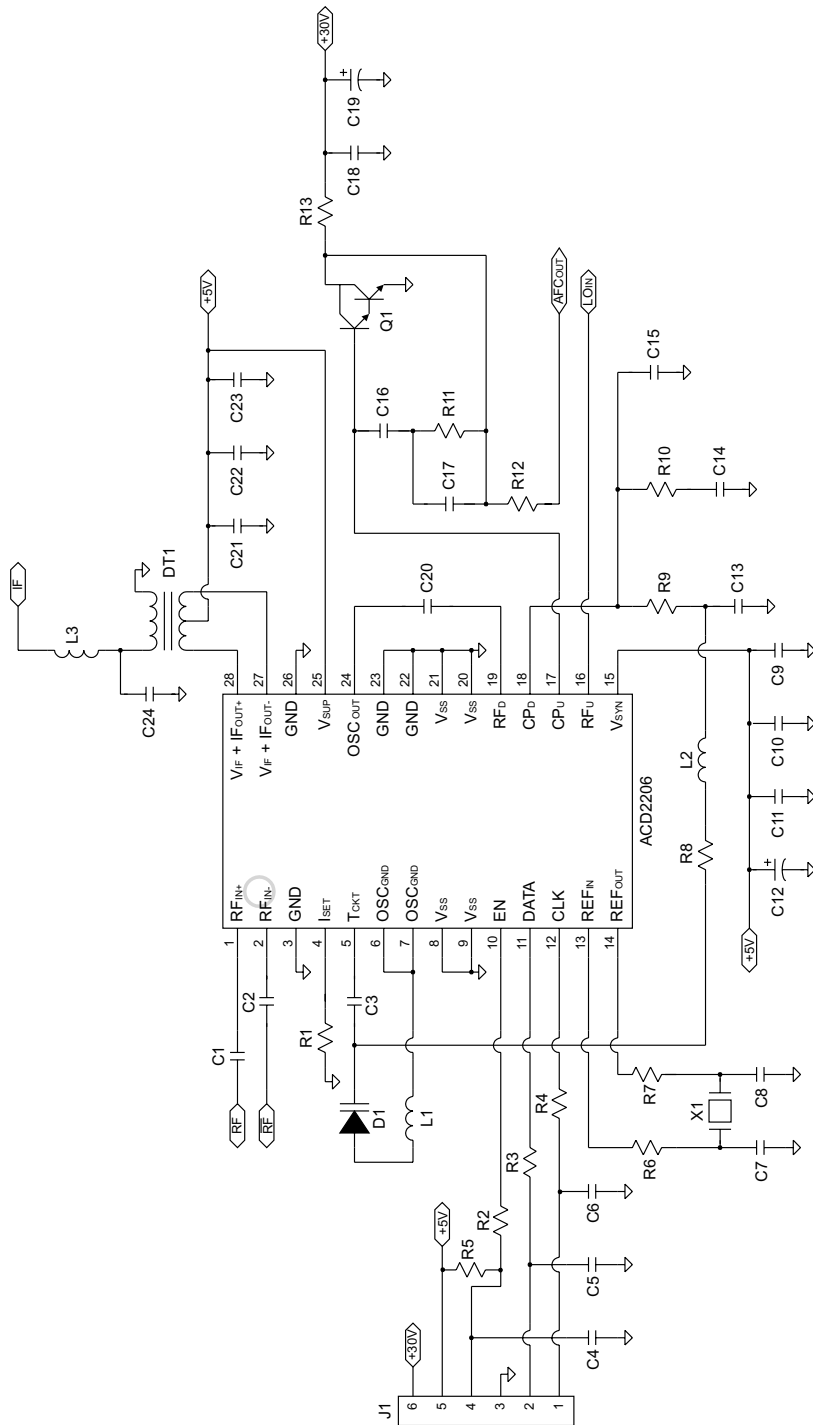 IF
L3
C24
DT1
+5V
C21
C22
C23
+30V
R13
C18
C19
Q1
C16
C17
R11
R12
AFCOUT
LOIN
C20
R9
C13
R10
C14
C15
C9
C10
C11
C12
+5V
L2
R8
ACD2206
28 VIF + IFOUT+
27 VIF + IFOUT-
26 GND
25 VSUP
24 OSCOUT
23 GND
22 GND
21 VSS
20 VSS
19 RFD
18 CPD
17 CPU
16 RFU
15 VSYN
1 RFIN+
2 RFIN-
3 GND
4 ISET
5 TCKT
6 OSCGND
7 OSCGND
8 VSS
9 VSS
10 EN
11 DATA
12 CLK
13 REFIN
14 REFOUT
RF
C1
RF
C2
R1
C3
D1
L1
R2
R3
R4
R5
+5V
R6
R7
X1
C7
C8
C4
C5
C6
J1
+30V
6
5
4
3
2
1